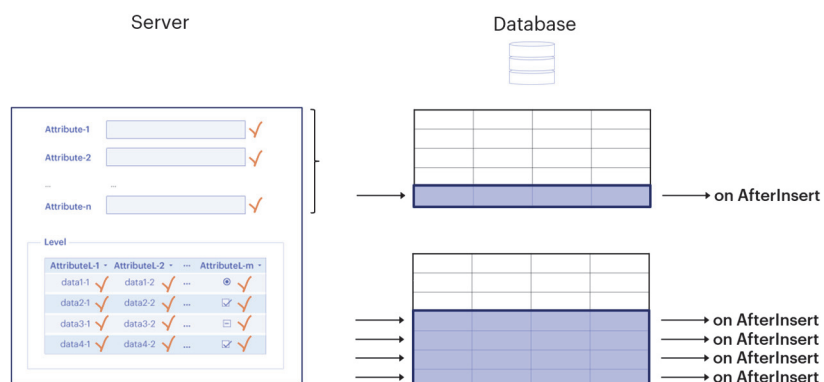 Server
Database
Attribute-1
Attribute-2
... ...
Attribute-n
on AfterInsert
Level
AttributeL-1 AttributeL-2 ... AttributeL-m
data1-1 data1-2 ...
data2-1 data2-2 ...
data3-1 data3-2 ...
data4-1 data4-2 ...
on AfterInsert
on AfterInsert
on AfterInsert
on AfterInsert